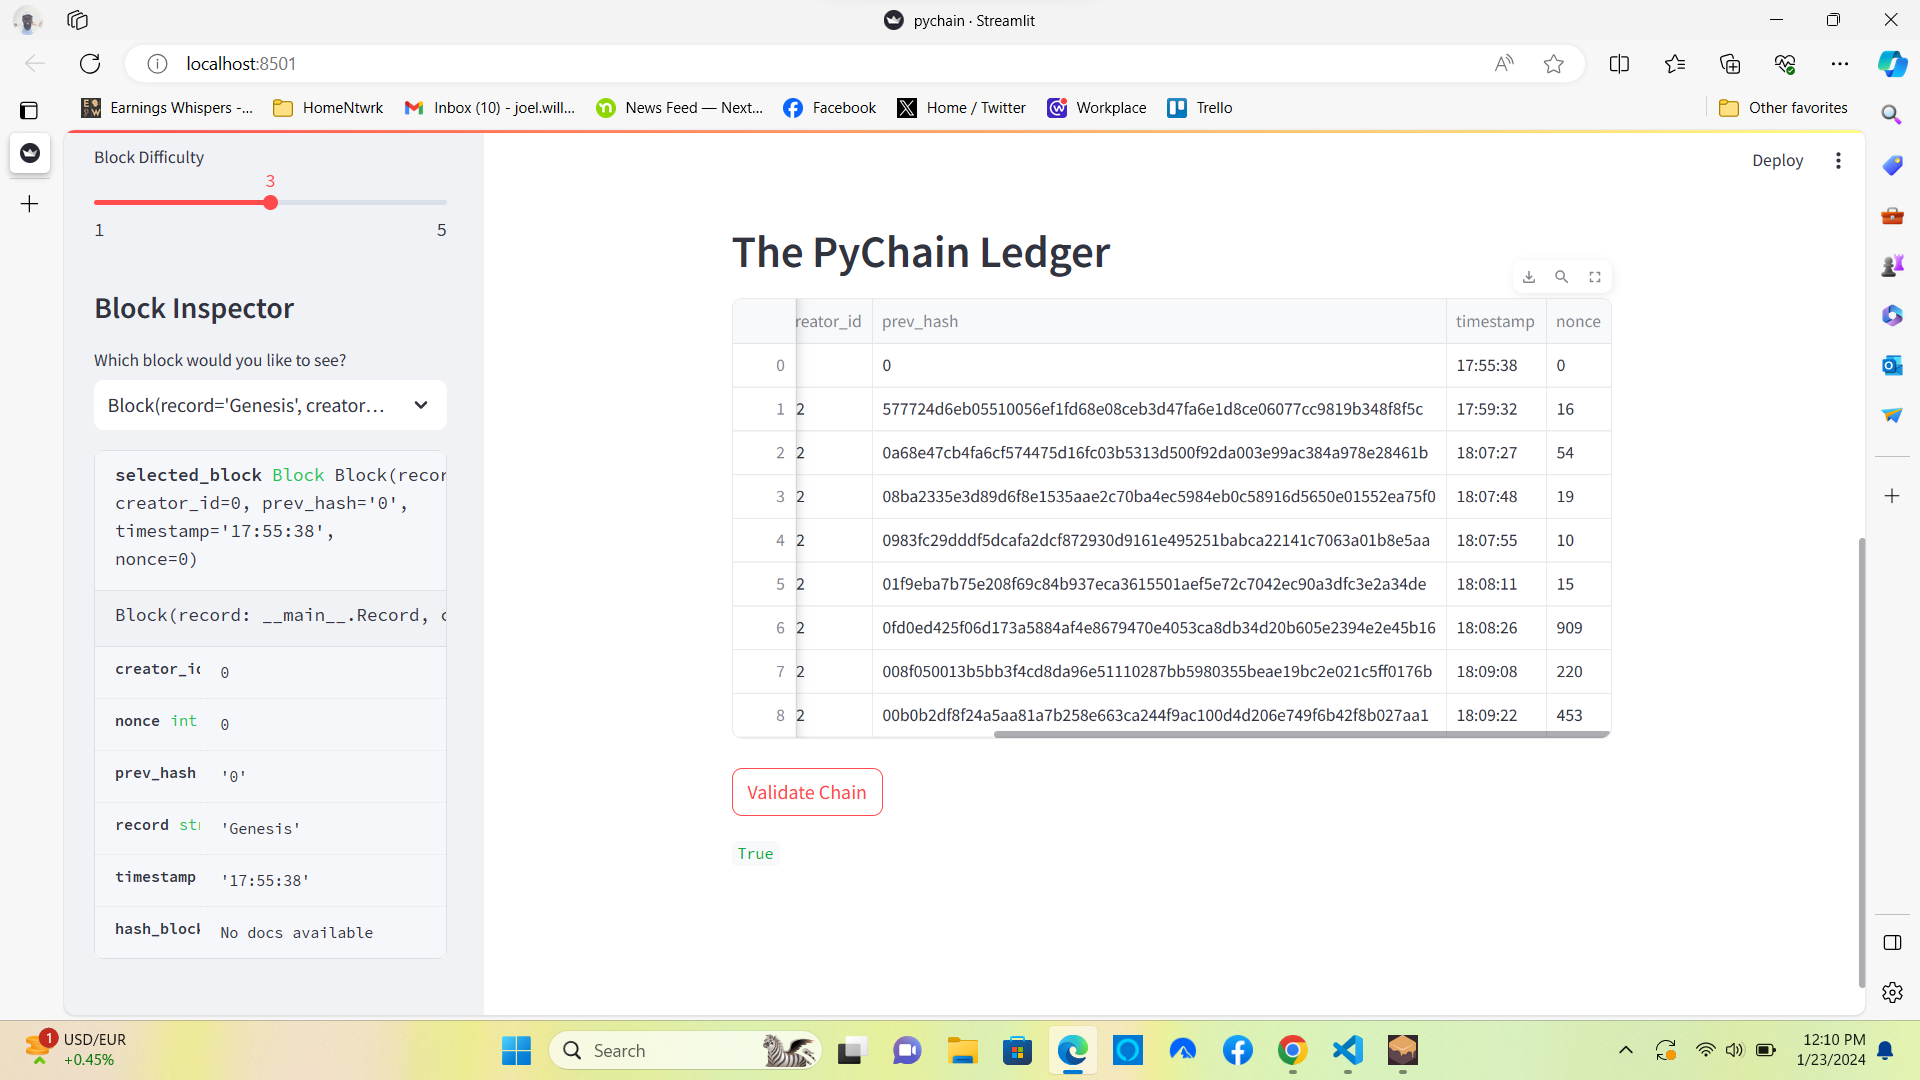 pychain · Streamlit
localhost:8501
Earnings Whispers -...
HomeNtwrk
Inbox (10) - joel.will...
News Feed — Next...
Facebook
Home / Twitter
Workplace
Trello
Other favorites
Block Difficulty
3
1
5
Block Inspector
Which block would you like to see?
Block(record='Genesis', creator...
selected_block Block Block(recor
creator_id=0, prev_hash='0',
timestamp='17:55:38',
nonce=0)
Block(record: __main__.Record, c
creator_id 0
nonce int 0
prev_hash '0'
record str 'Genesis'
timestamp '17:55:38'
hash_block No docs available
Deploy
The PyChain Ledger
reator_id prev_hash timestamp nonce
0 0 17:55:38 0
1 2 577724d6eb05510056ef1fd68e08ceb3d47fa6e1d8ce06077cc9819b348f8f5c 17:59:32 16
2 2 0a68e47cb4fa6cf574475d16fc03b5313d500f92da003e99ac384a978e28461b 18:07:27 54
3 2 08ba2335e3d89d6f8e1535aae2c70ba4ec5984eb0c58916d5650e01552ea75f0 18:07:48 19
4 2 0983fc29dddf5dcafa2dcf872930d9161e495251babca22141c7063a01b8e5aa 18:07:55 10
5 2 01f9eba7b75e208f69c84b937eca3615501aef5e72c7042ec90a3dfc3e2a34de 18:08:11 15
6 2 0fd0ed425f06d173a5884af4e8679470e4053ca8db34d20b605e2394e2e45b16 18:08:26 909
7 2 008f050013b5bb3f4cd8da96e51110287bb5980355beae19bc2e021c5ff0176b 18:09:08 220
8 2 00b0b2df8f24a5aa81a7b258e663ca244f9ac100d4d206e749f6b42f8b027aa1 18:09:22 453
Validate Chain
True
1
USD/EUR
+0.45%
Search
12:10 PM
1/23/2024